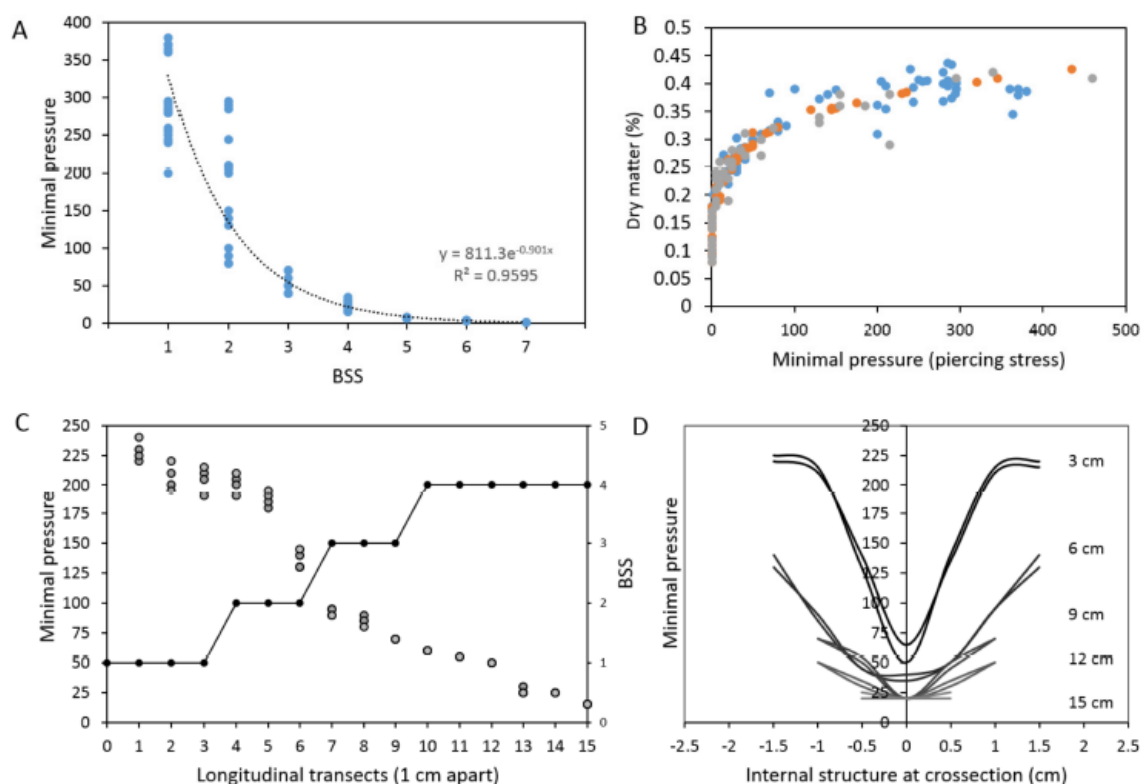 A
Minimal pressure
400
350
300
250
200
150
100
50
0
y = 811.3e^-0.901x
R² = 0.9595
1 2 3 4 5 6 7
BSS
B
Dry matter (%)
0.5
0.45
0.4
0.35
0.3
0.25
0.2
0.15
0.1
0.05
0
0 100 200 300 400 500
Minimal pressure (piercing stress)
C
Minimal pressure
250
225
200
175
150
125
100
75
50
25
0
5
4
3
2
1
0
BSS
0 1 2 3 4 5 6 7 8 9 10 11 12 13 14 15
Longitudinal transects (1 cm apart)
D
Minimal pressure
250
225
200
175
150
125
100
75
50
25
0
3 cm
6 cm
9 cm
12 cm
15 cm
-2.5 -2 -1.5 -1 -0.5 0 0.5 1 1.5 2 2.5
Internal structure at crossection (cm)